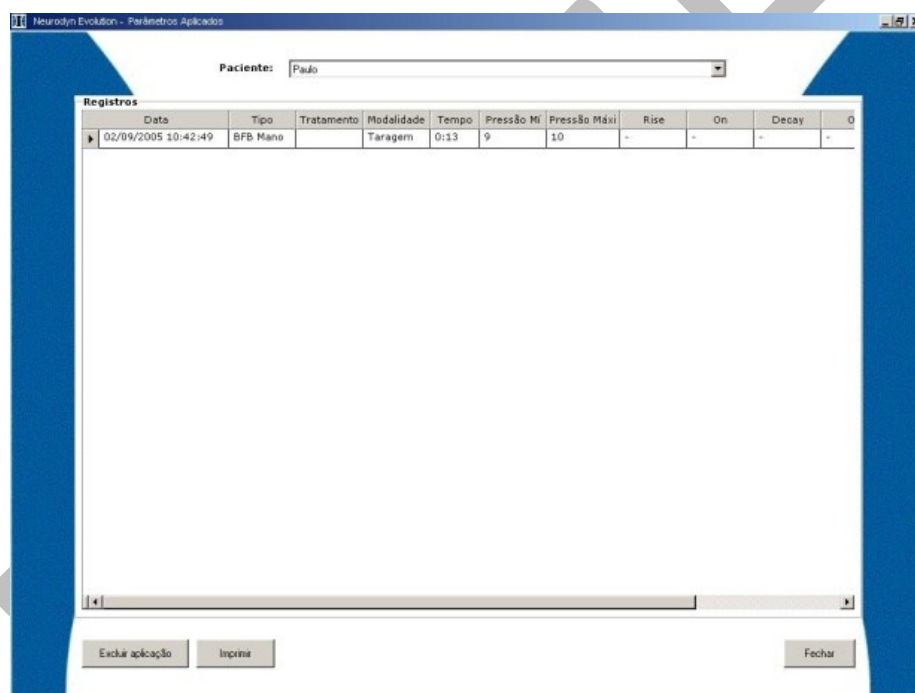 Neurodyn Evolution - Parâmetros Aplicados
Paciente: Paulo
Registros
Data Tipo Tratamento Modalidade Tempo Pressão Mí Pressão Máxi Rise On Decay O
02/09/2005 10:42:49 BFB Mano Taragem 0:13 9 10 - - - -
Excluir aplicação Imprimir Fechar